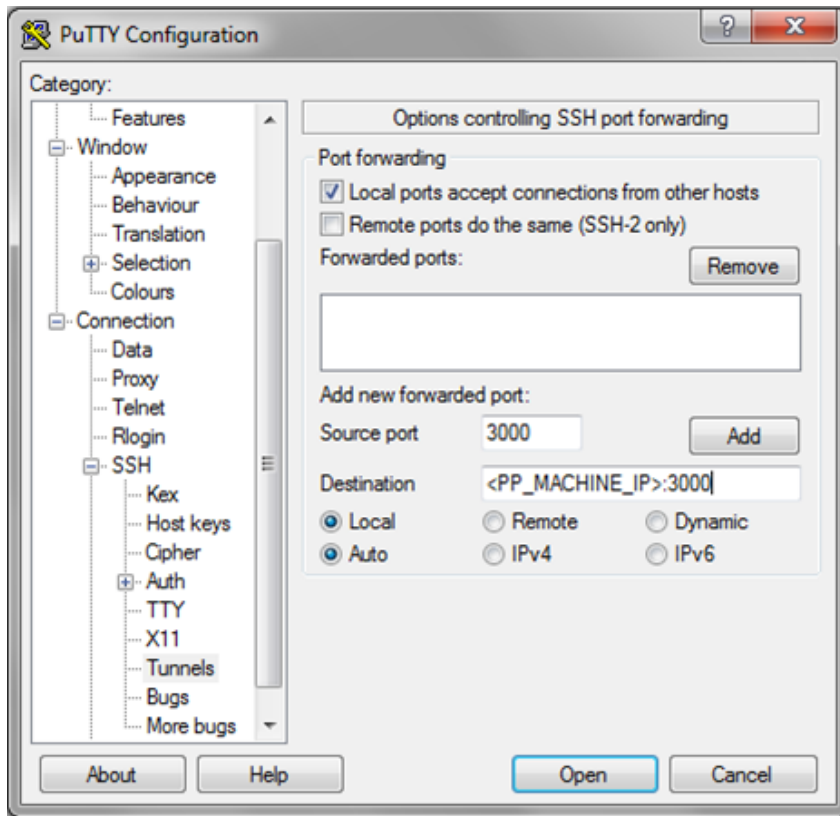 PuTTY Configuration
Category:
Features
Window
Appearance
Behaviour
Translation
Selection
Colours
Connection
Data
Proxy
Telnet
Rlogin
SSH
Kex
Host keys
Cipher
Auth
TTY
X11
Tunnels
Bugs
More bugs
Options controlling SSH port forwarding
Port forwarding
Local ports accept connections from other hosts
Remote ports do the same (SSH-2 only)
Forwarded ports:
Remove
Add new forwarded port:
Source port 3000 Add
Destination <PP_MACHINE_IP>:3000
Local Remote Dynamic
Auto IPv4 IPv6
About Help Open Cancel